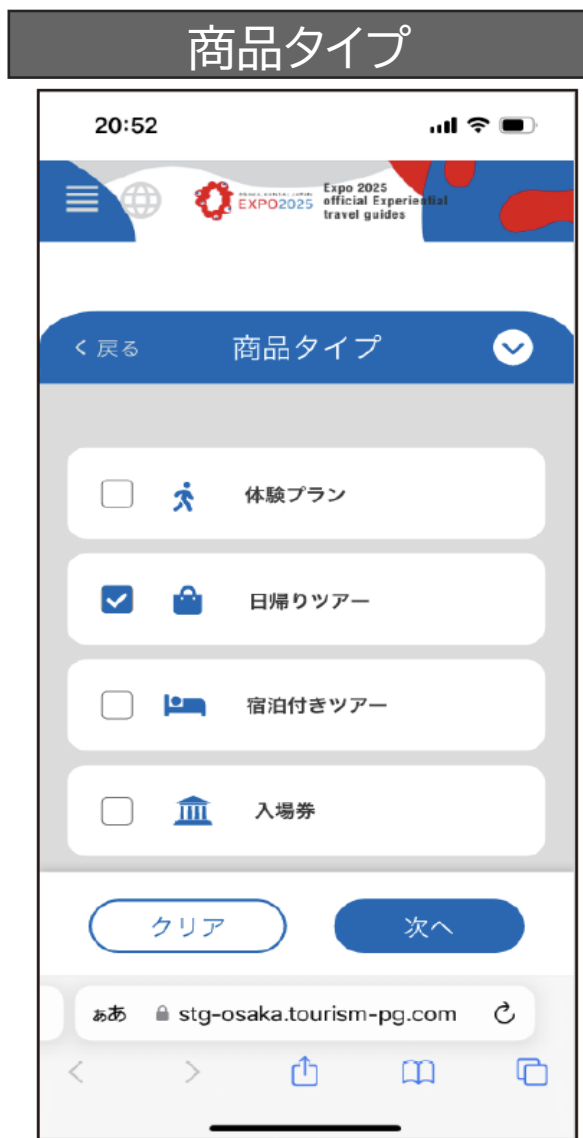 商品タイプ
20:52
EXPO2025
Expo 2025
official Experiential
travel guides
戻る
商品タイプ
体験プラン
日帰りツアー
宿泊付きツアー
入場券
クリア
次へ
ぁあ
stg-osaka.tourism-pg.com